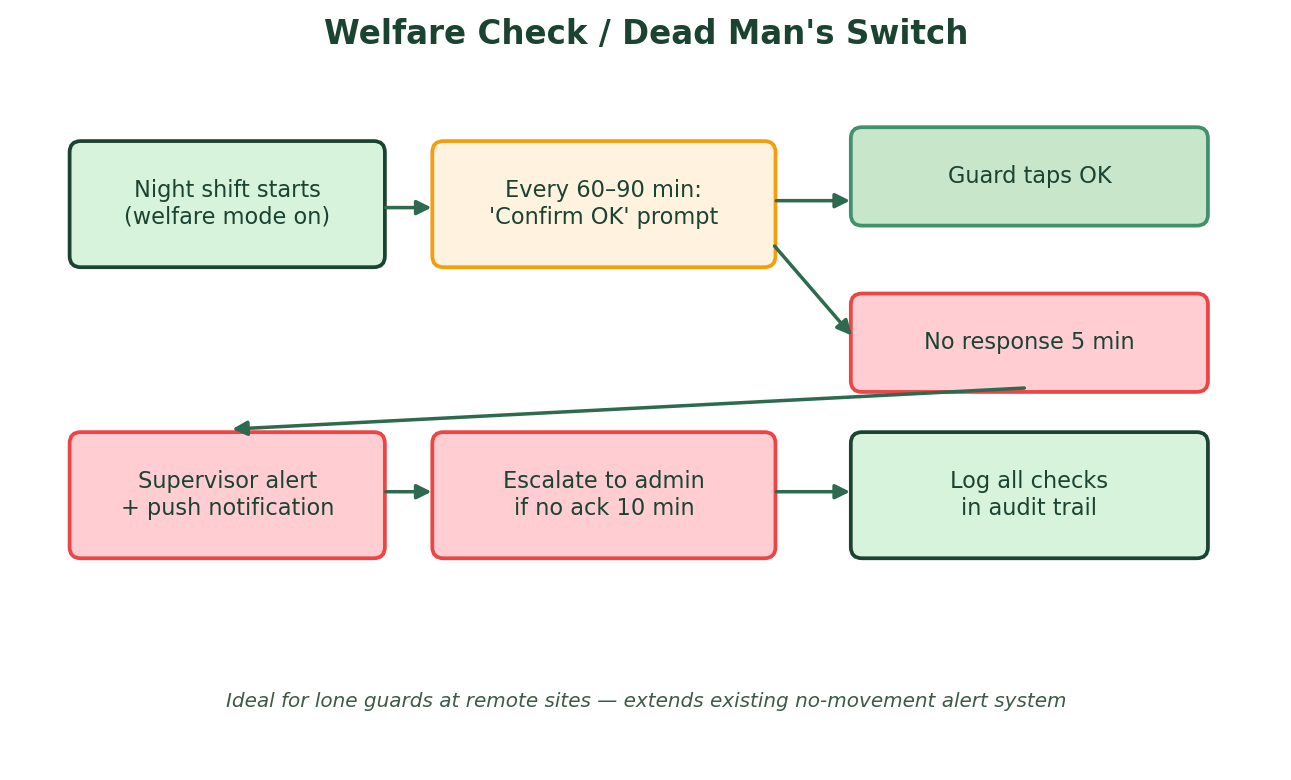 Welfare Check / Dead Man's Switch
Night shift starts
(welfare mode on)
Every 60–90 min:
'Confirm OK' prompt
Guard taps OK
No response 5 min
Supervisor alert
+ push notification
Escalate to admin
if no ack 10 min
Log all checks
in audit trail
Ideal for lone guards at remote sites — extends existing no-movement alert system